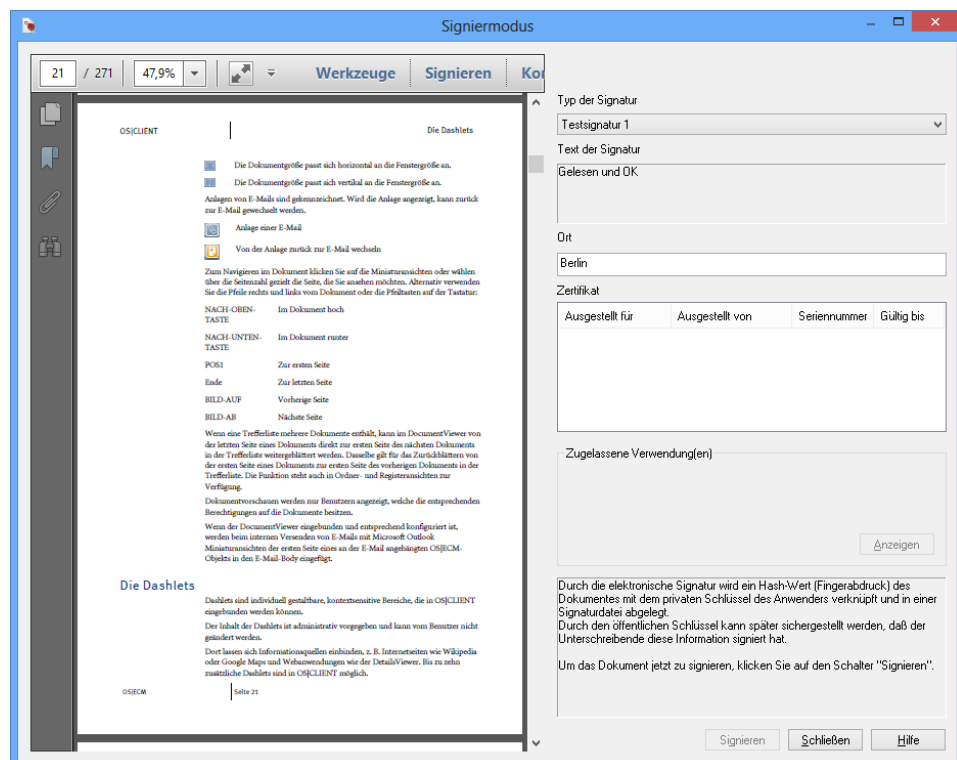 Signiermodus
21 / 271 47,9% Werkzeuge Signieren Kor
OS|CLIENT Die Dashlets
Die Dokumentgröße passt sich horizontal an die Fenstergröße an.
Die Dokumentgröße passt sich vertikal an die Fenstergröße an.
Anlagen von E-Mails sind gekennzeichnet. Wird die Anlage angezeigt, kann zurück
zur E-Mail gewechselt werden.
Anlage einer E-Mail
Von der Anlage zurück zur E-Mail wechseln
Zum Navigieren im Dokument klicken Sie auf die Miniaturansichten oder wählen
über die Seitenzahl gezielt die Seite, die Sie ansehen möchten. Alternativ verwenden
Sie die Pfeile rechts und links vom Dokument oder die Pfeiltasten auf der Tastatur:
NACH-OBEN- Im Dokument hoch
TASTE
NACH-UNTEN- Im Dokument runter
TASTE
POS1 Zur ersten Seite
Ende Zur letzten Seite
BILD-AUF Vorherige Seite
BILD-AB Nächste Seite
Wenn eine Trefferliste mehrere Dokumente enthält, kann im DocumentViewer von
der letzten Seite eines Dokuments direkt zur ersten Seite des nächsten Dokuments
in der Trefferliste weitergeblättert werden. Dasselbe gilt für das Zurückblättern von
der ersten Seite eines Dokuments zur ersten Seite des vorherigen Dokuments in der
Trefferliste. Die Funktion steht auch in Ordner- und Registeransichten zur
Verfügung.
Dokumentvorschauen werden nur Benutzern angezeigt, welche die entsprechenden
Berechtigungen auf die Dokumente besitzen.
Wenn der DocumentViewer eingebunden und entsprechend konfiguriert ist,
werden beim internen Versenden von E-Mails mit Microsoft Outlook
Miniaturansichten der ersten Seite eines an der E-Mail angehängten OS|ECM-
Objekts in den E-Mail-Body eingefügt.
Die Dashlets
Dashlets sind individuell gestaltbare, kontextsensitive Bereiche, die in OS|CLIENT
eingebunden werden können.
Der Inhalt der Dashlets ist administrativ vorgegeben und kann vom Benutzer nicht
geändert werden.
Dort lassen sich Informationsquellen einbinden, z. B. Internetseiten wie Wikipedia
oder Google Maps und Webanwendungen wie der DetailsViewer. Bis zu zehn
zusätzliche Dashlets sind in OS|CLIENT möglich.
OS|ECM Seite 21
Typ der Signatur
Testsignatur 1
Text der Signatur
Gelesen und OK
Ort
Berlin
Zertifikat
Ausgestellt für Ausgestellt von Seriennummer Gültig bis
Zugelassene Verwendung(en)
Anzeigen
Durch die elektronische Signatur wird ein Hash-Wert (Fingerabdruck) des
Dokumentes mit dem privaten Schlüssel des Anwenders verknüpft und in einer
Signaturdatei abgelegt.
Durch den öffentlichen Schlüssel kann später sichergestellt werden, daß der
Unterschreibende diese Information signiert hat.
Um das Dokument jetzt zu signieren, klicken Sie auf den Schalter "Signieren".
Signieren Schließen Hilfe